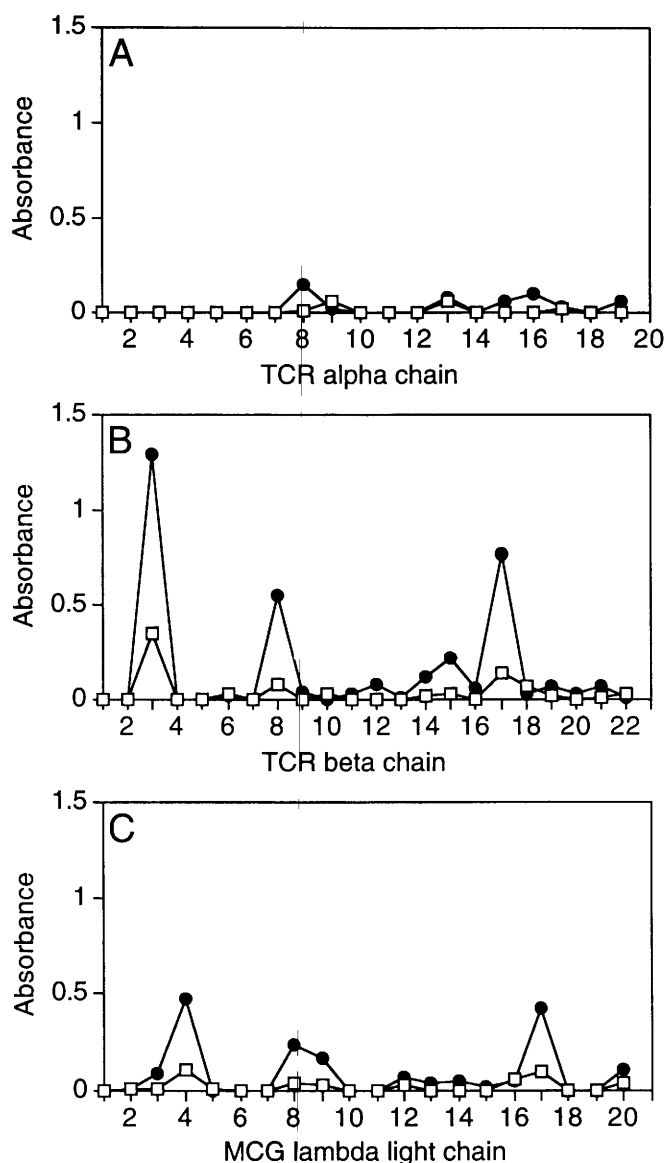 A
1.5
1
0.5
0
Absorbance
2 4 6 8 10 12 14 16 18 20
TCR alpha chain
B
1.5
1
0.5
0
Absorbance
2 4 6 8 10 12 14 16 18 20 22
TCR beta chain
C
1.5
1
0.5
0
Absorbance
2 4 6 8 10 12 14 16 18 20
MCG lambda light chain